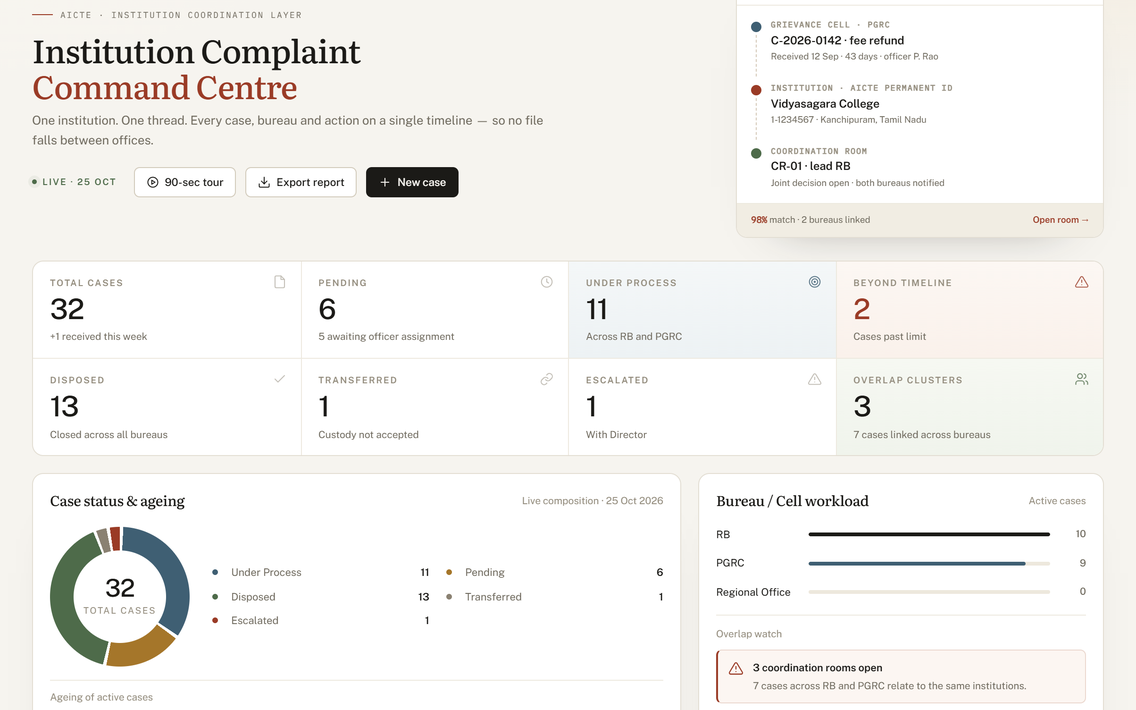 AICTE · INSTITUTION COORDINATION LAYER
Institution Complaint
Command Centre
One institution. One thread. Every case, bureau and action on a single timeline — so no file
falls between offices.
LIVE · 25 OCT
90-sec tour
Export report
New case
GRIEVANCE CELL · PGRC
C-2026-0142 · fee refund
Received 12 Sep · 43 days · officer P. Rao
INSTITUTION · AICTE PERMANENT ID
Vidyasagara College
1-1234567 · Kanchipuram, Tamil Nadu
COORDINATION ROOM
CR-01 · lead RB
Joint decision open · both bureaus notified
98% match · 2 bureaus linked
Open room →
TOTAL CASES
32
+1 received this week
PENDING
6
5 awaiting officer assignment
UNDER PROCESS
11
Across RB and PGRC
BEYOND TIMELINE
2
Cases past limit
DISPOSED
13
Closed across all bureaus
TRANSFERRED
1
Custody not accepted
ESCALATED
1
With Director
OVERLAP CLUSTERS
3
7 cases linked across bureaus
Case status & ageing
Live composition · 25 Oct 2026
32
TOTAL CASES
Under Process 11
Pending 6
Disposed 13
Transferred 1
Escalated 1
Ageing of active cases
Bureau / Cell workload
Active cases
RB 10
PGRC 9
Regional Office 0
Overlap watch
3 coordination rooms open
7 cases across RB and PGRC relate to the same institutions.